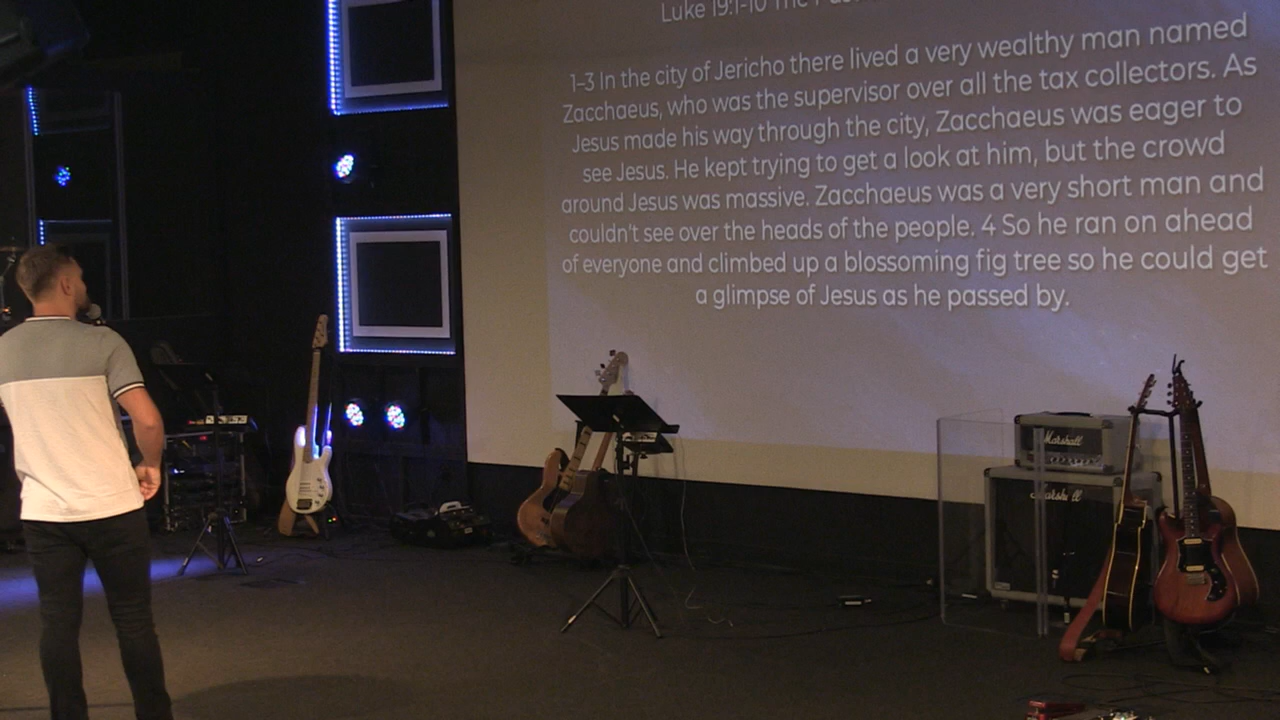 Luke 19:1-10 The
1–3 In the city of Jericho there lived a very wealthy man named
Zacchaeus, who was the supervisor over all the tax collectors. As
Jesus made his way through the city, Zacchaeus was eager to
see Jesus. He kept trying to get a look at him, but the crowd
around Jesus was massive. Zacchaeus was a very short man and
couldn't see over the heads of the people. 4 So he ran on ahead
of everyone and climbed up a blossoming fig tree so he could get
a glimpse of Jesus as he passed by.
Marshall
Marshall